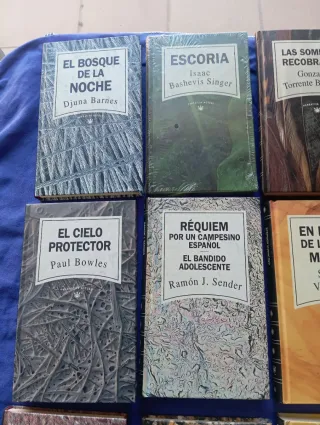 EL BOSQUE
DE LA
NOCHE
Djuna Barnes
ESCORIA
Isaac
Bashevis Singer
LAS SOM
RECOBRA
Gonza
Torrente B
EL CIELO
PROTECTOR
Paul Bowles
RÉQUIEM
POR UN CAMPESINO
ESPAÑOL
EL BANDIDO
ADOLESCENTE
Ramón J. Sender
EN
DE L
M
V